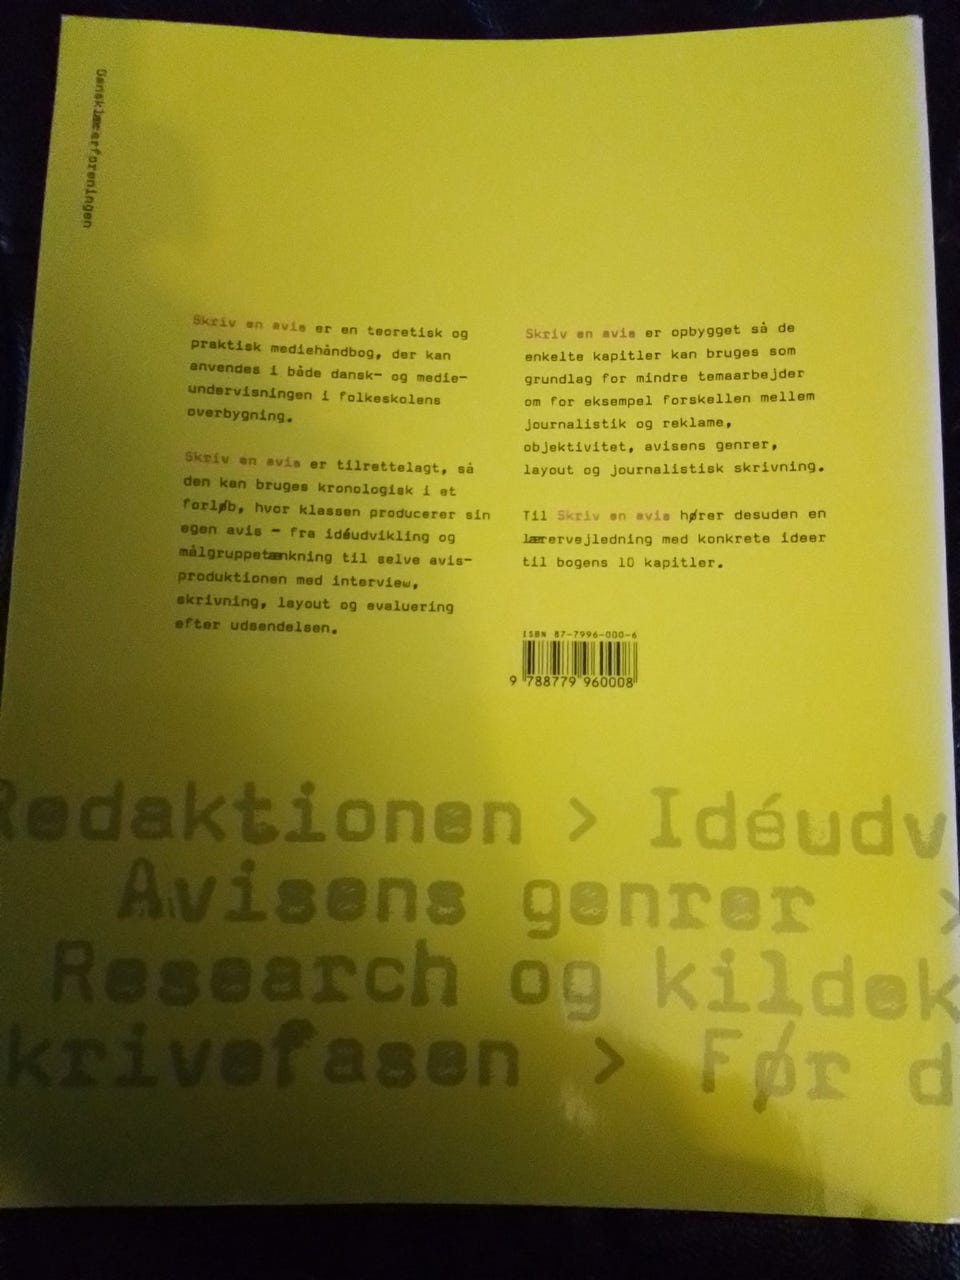 Dansklærerforeningen
Skriv en avis er en teoretisk og
praktisk mediehåndbog, der kan
anvendes i både dansk- og medie-
undervisningen i folkeskolens
overbygning.
Skriv en avis er tilrettelagt, så
den kan bruges kronologisk i et
forløb, hvor klassen producerer sin
egen avis - fra idéudvikling og
målgruppetænkning til selve avis-
produktionen med interview,
skrivning, layout og evaluering
efter udsendelsen.
Skriv en avis er opbygget så de
enkelte kapitler kan bruges som
grundlag for mindre temaarbejder
om for eksempel forskellen mellem
journalistik og reklame,
objektivitet, avisens genrer,
layout og journalistisk skrivning.
Til Skriv en avis hører desuden en
lærervejledning med konkrete ideer
til bogens 10 kapitler.
ISBN 87-7996-000-6
9 788779 960008
Redaktionen > Idéudv
Avisens genrer >
Research og kildek
krivefasen > Før d